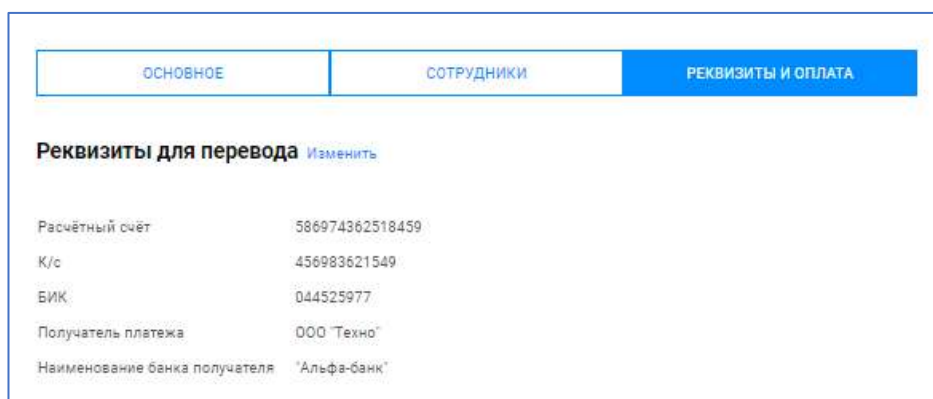 ОСНОВНОЕ СОТРУДНИКИ РЕКВИЗИТЫ И ОПЛАТА
Реквизиты для перевода Изменить
Расчётный счёт 586974362518459
К/с 456983621549
БИК 044525977
Получатель платежа ООО "Техно"
Наименование банка получателя "Альфа-банк"